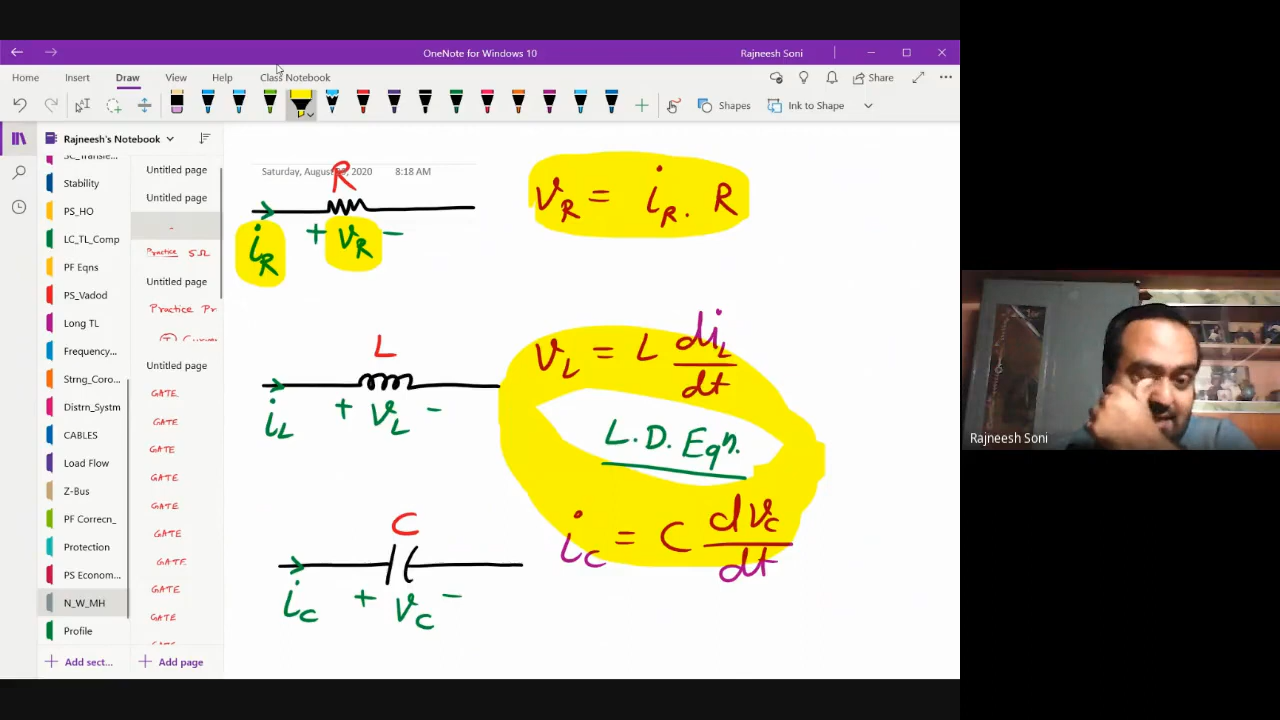 OneNote for Windows 10
Rajneesh Soni
Home Insert Draw View Help Class Notebook
Share
Shapes
Ink to Shape
Rajneesh's Notebook
Stability
PS_HO
LC_TL_Comp
PF Eqns
PS_Vadod
Long TL
Frequency...
Strng_Coro...
Distrn_Systm
CABLES
Load Flow
Z-Bus
PF Correcn_
Protection
PS Econom...
N_W_MH
Profile
Add sect...
Untitled page
Untitled page
Practice 5Ω
Untitled page
Practice Pr
Untitled page
GATE
GATE
GATE
GATE
GATE
GATE
GATE
GATE
GATE
Add page
Saturday, August 2020 8:18 AM
R
i_R + v_R −
v_R = i_R . R
L
i_L + v_L −
v_L = L di_L/dt
L.D. Eqn.
C
i_C + v_C −
i_C = C dv_C/dt
Rajneesh Soni